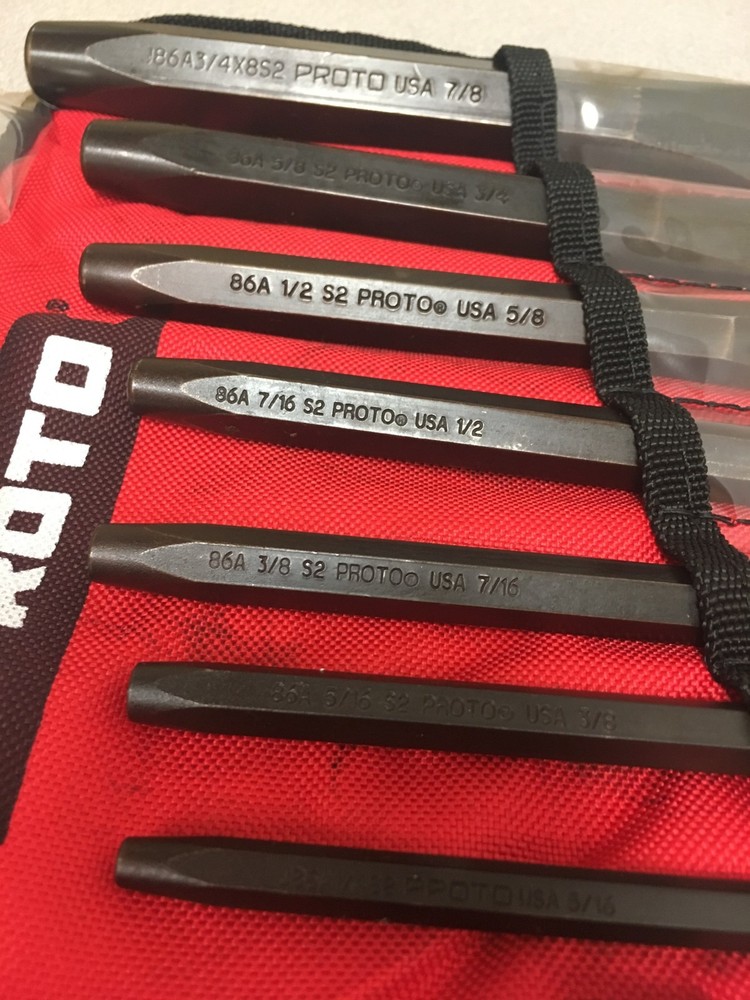 J86A3/4X8S2 PROTO USA 7/8
86A 5/8 S2 PROTO® USA 3/4
86A 1/2 S2 PROTO® USA 5/8
86A 7/16 S2 PROTO® USA 1/2
86A 3/8 S2 PROTO® USA 7/16
86A 5/16 S2 PROTO® USA 3/8
PROTO USA 5/16
ROTO
®